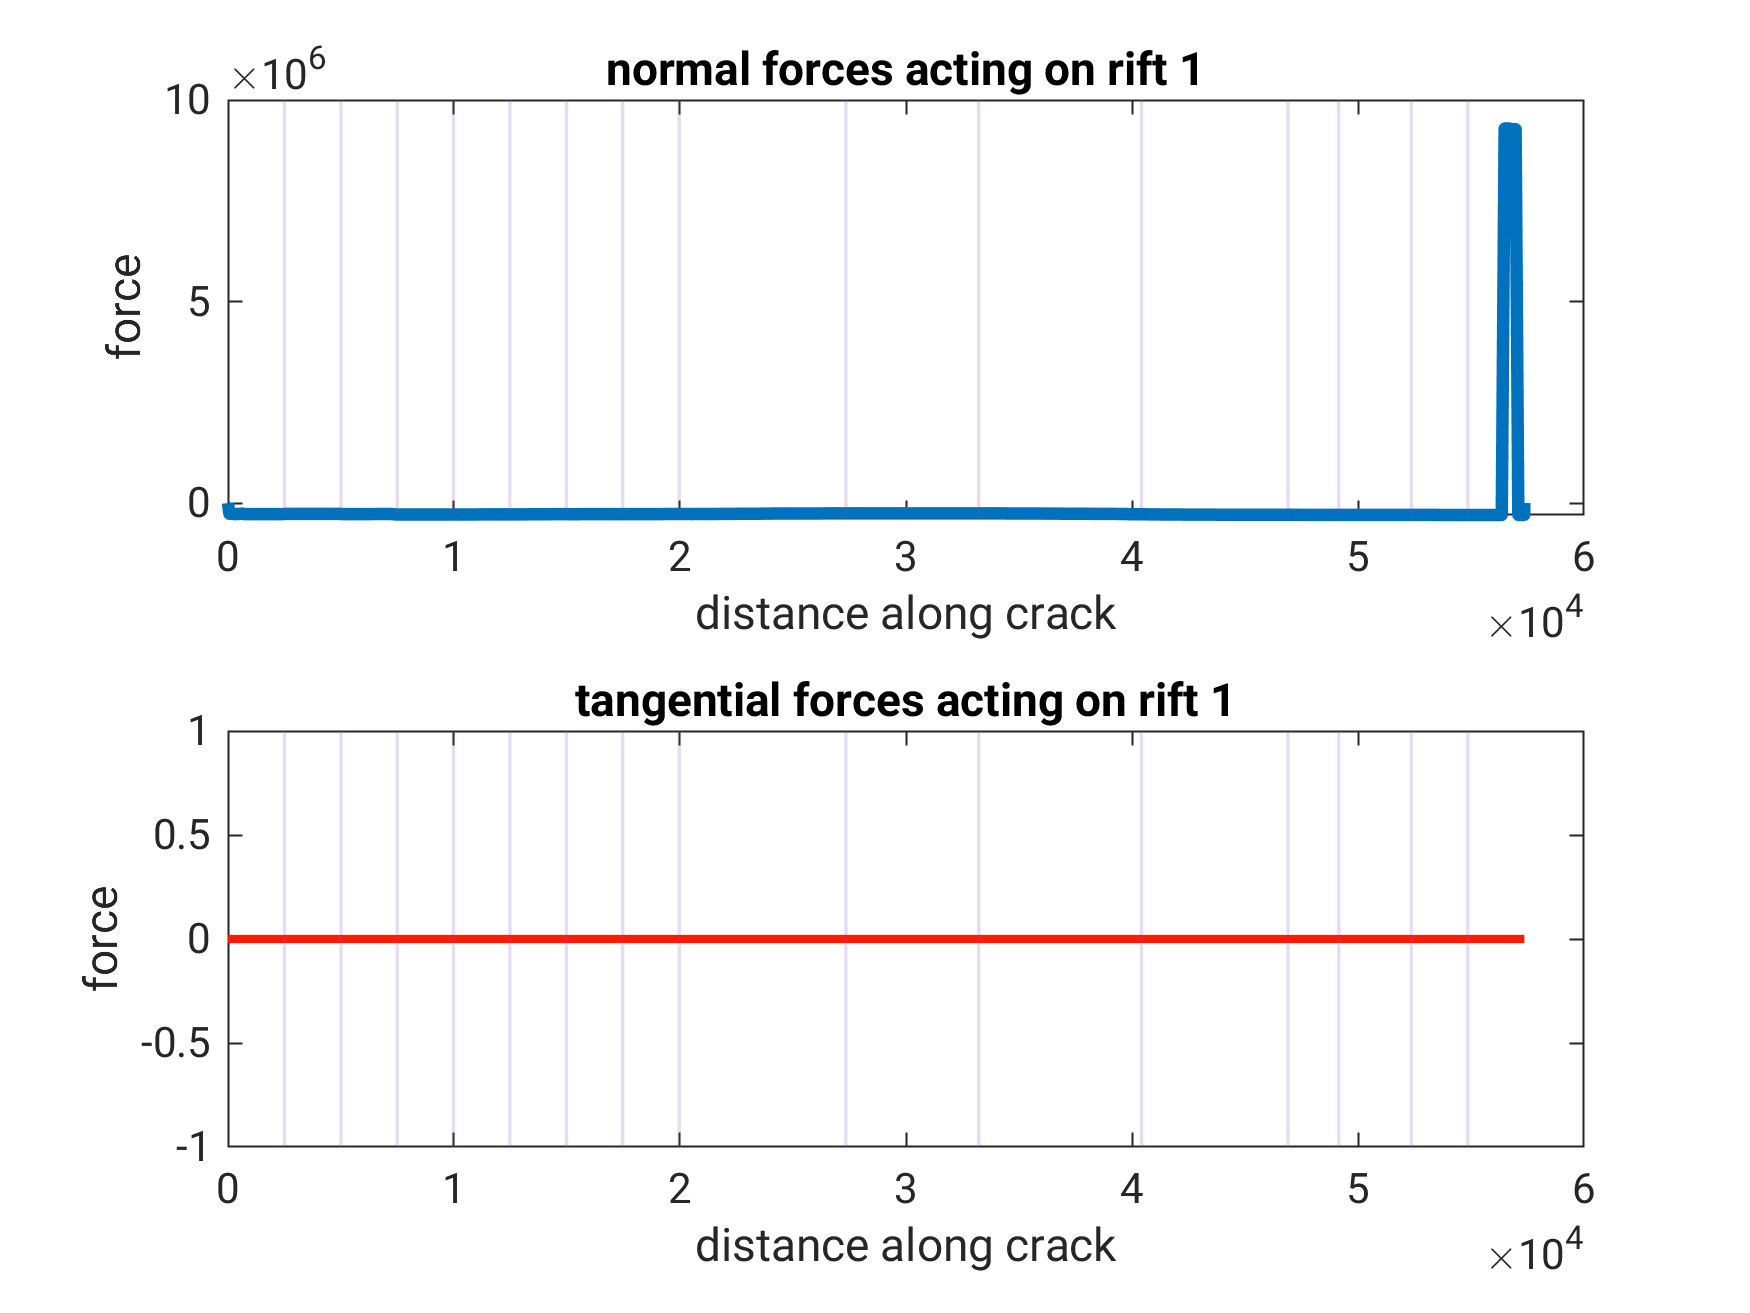 ×10^6
normal forces acting on rift 1
10
5
0
force
0 1 2 3 4 5 6
distance along crack
×10^4
tangential forces acting on rift 1
1
0.5
0
-0.5
-1
force
0 1 2 3 4 5 6
distance along crack
×10^4